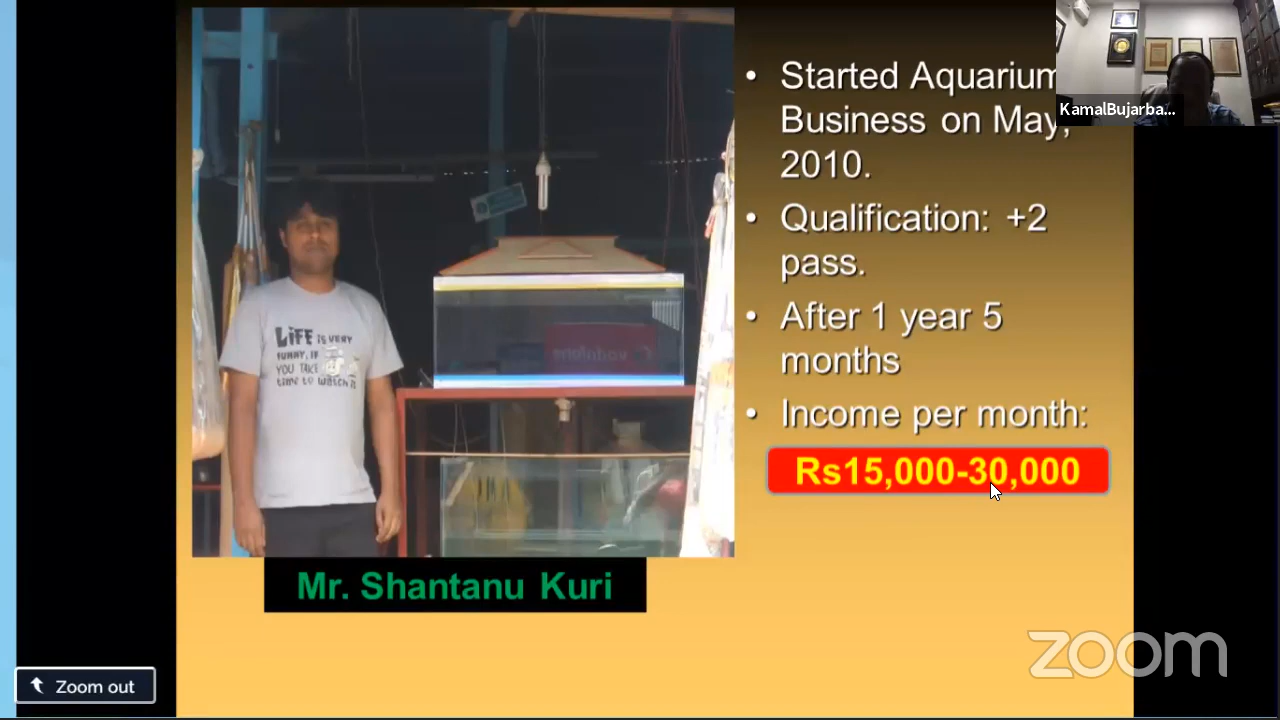 Started Aquarium
Business on May,
2010.
Qualification: +2
pass.
After 1 year 5
months
Income per month:
Rs15,000-30,000
KamalBujarba...
LiFE is VERY
funny, if
YOU TAKE
time to watch it
vodafone
Mr. Shantanu Kuri
zoom
Zoom out